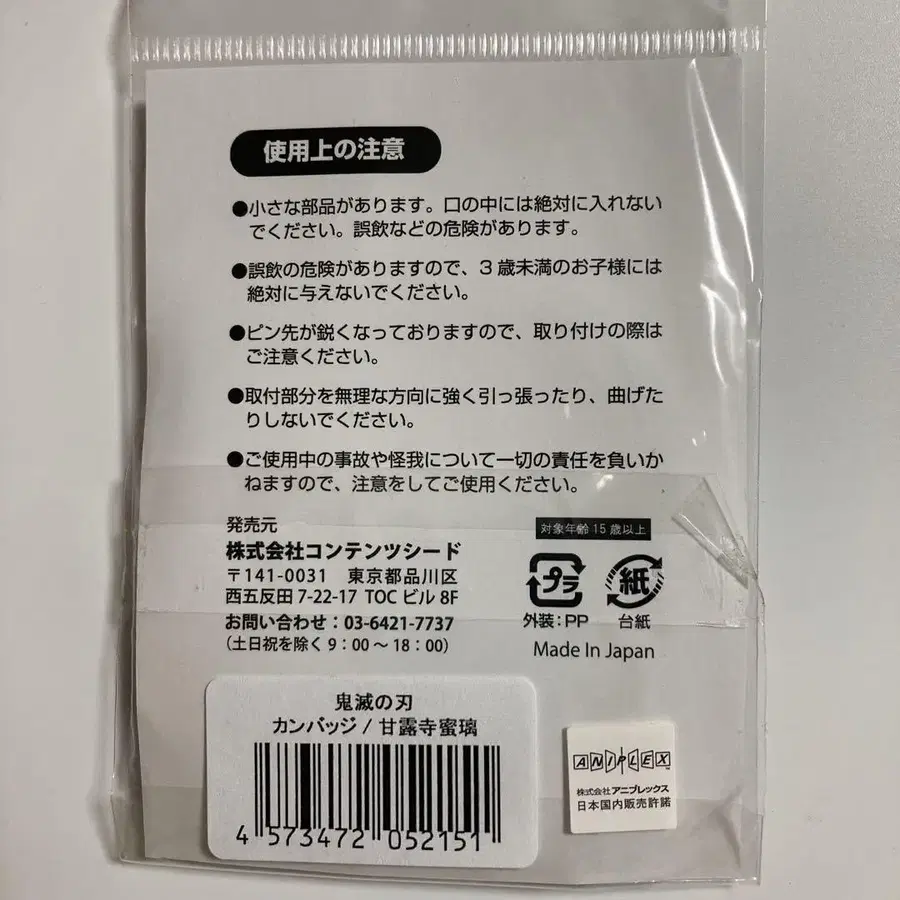 使用上の注意
●小さな部品があります。口の中には絶対に入れない
でください。誤飲などの危険があります。
●誤飲の危険がありますので、3歳未満のお子様には
絶対に与えないでください。
●ピン先が鋭くなっておりますので、取り付けの際は
ご注意ください。
●取付部分を無理な方向に強く引っ張ったり、曲げた
りしないでください。
●ご使用中の事故や怪我について一切の責任を負いか
ねますので、注意をしてご使用ください。
発売元
株式会社コンテンツシード
〒141-0031 東京都品川区
西五反田 7-22-17 TOC ビル 8F
お問い合わせ:03-6421-7737
(土日祝を除く 9:00 ~ 18:00)
対象年齢 15 歳以上
プラ
紙
外装:PP
台紙
Made In Japan
鬼滅の刃
カンバッジ / 甘露寺蜜璃
4 573472 052151
ANIPLEX
株式会社アニプレックス
日本国内販売許諾